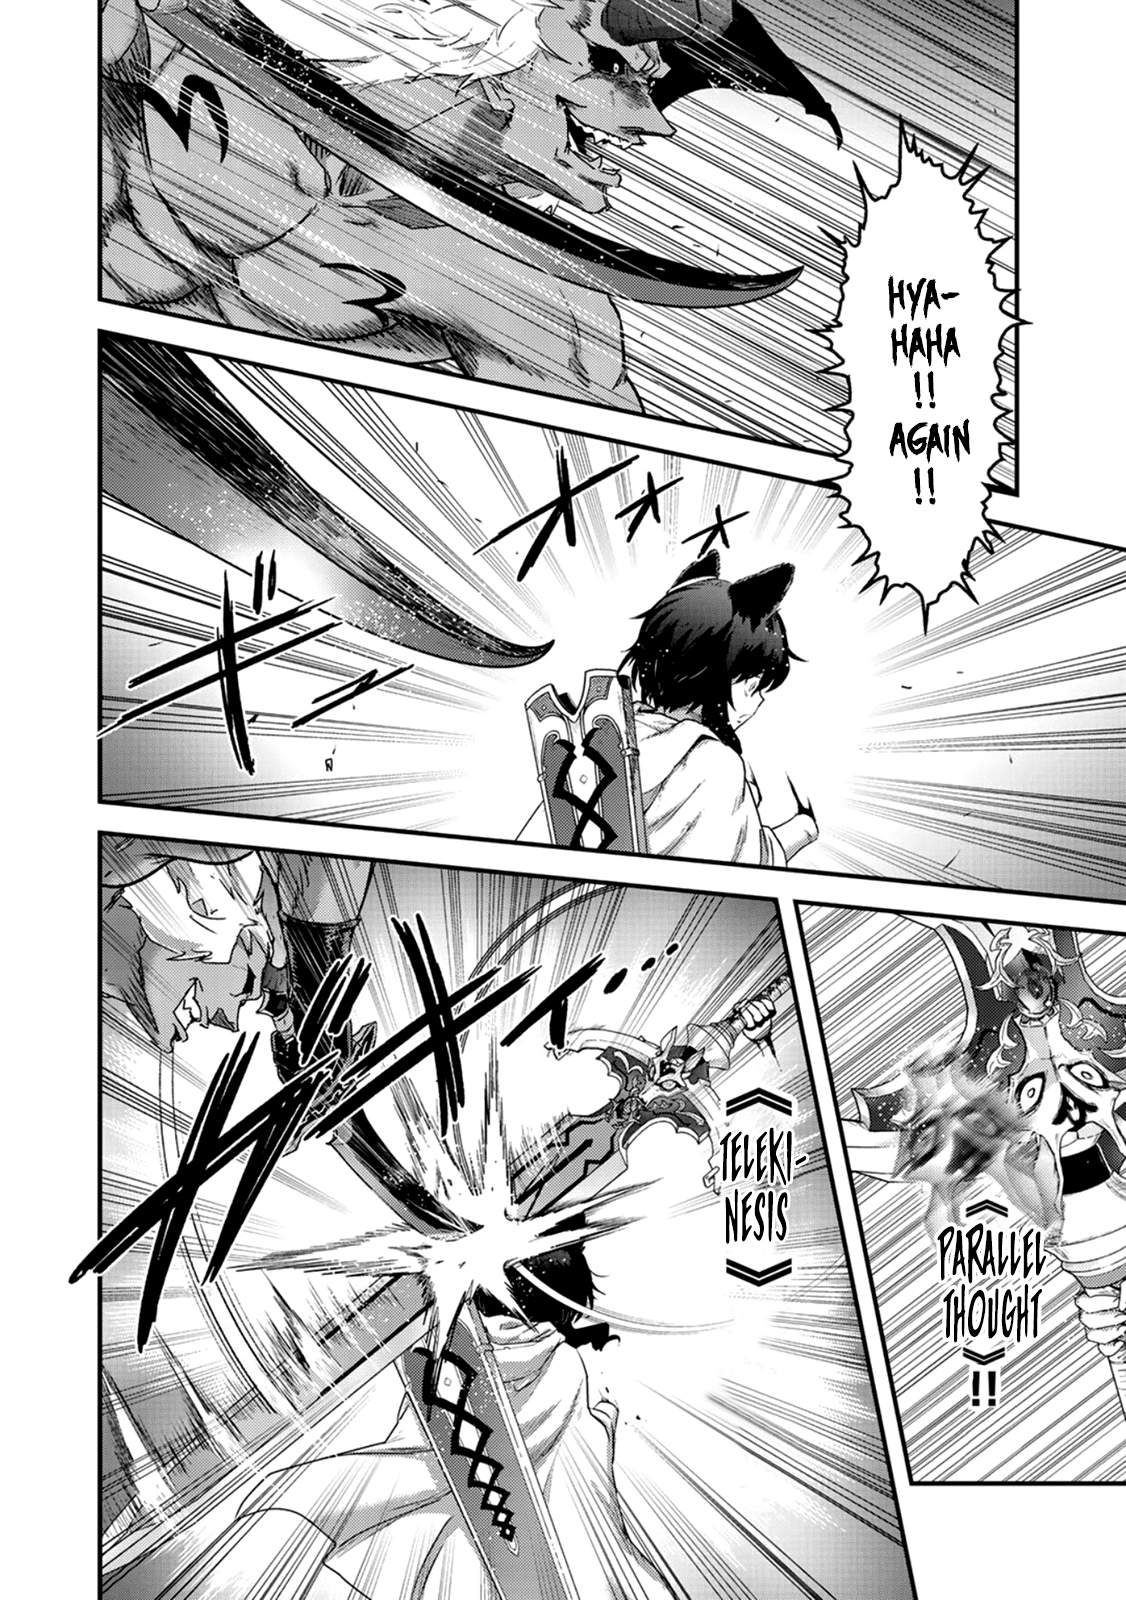 HYA-
HAHA
!!
AGAIN
!!
《
PARALLEL
THOUGHT
》
!!
《
TELEKI-
NESIS
》